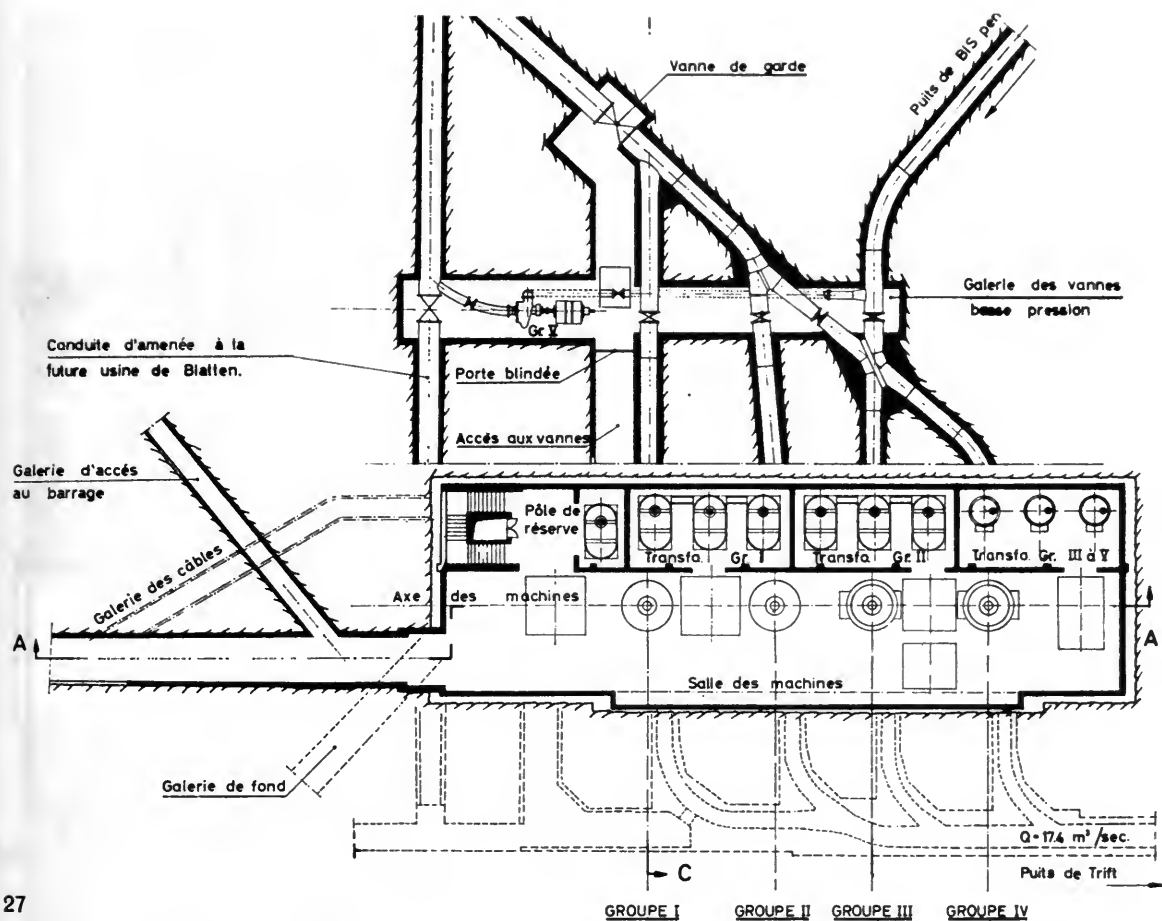 Vanne de garde
Puits de BIS pen
Galerie des vannes
basse pression
Gr V
Conduite d'amenée à la
future usine de Blatten.
Porte blindée
Accés aux vannes
Galerie d'accés
au barrage
Galerie des câbles
Pôle de
réserve
Transfo. Gr. I
Transfo. Gr. II
Transfo. Gr. III à V
Axe des machines
A
A
Salle des machines
Galerie de fond
Q=17.4 m³/sec.
Puits de Trift
C
27
GROUPE I
GROUPE II
GROUPE III
GROUPE IV